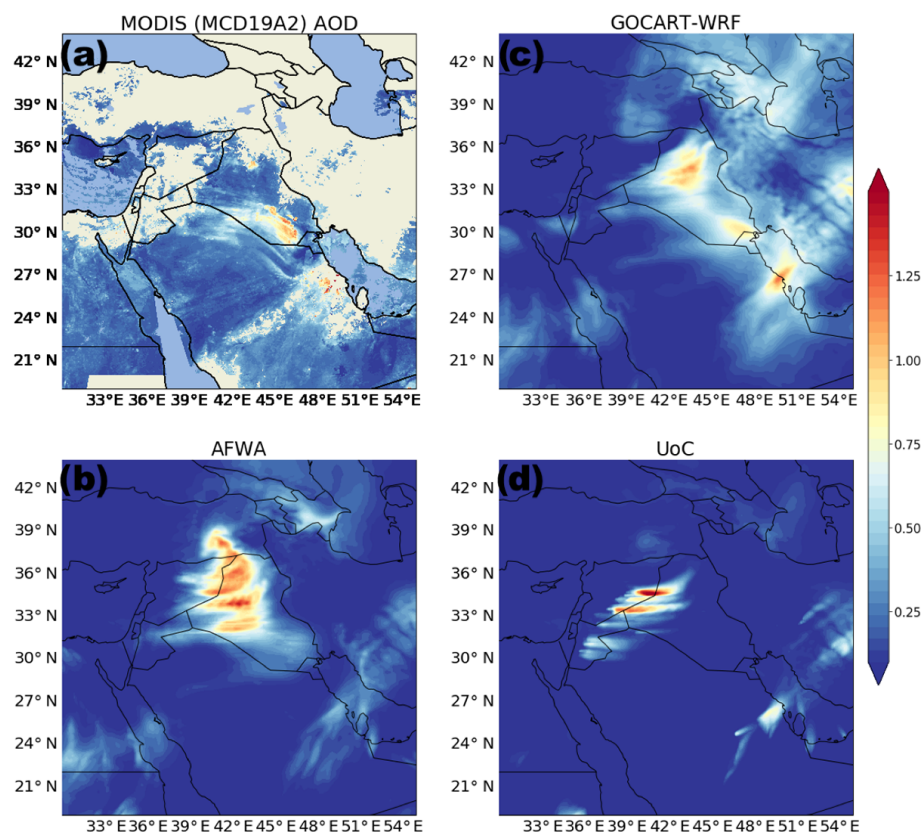 MODIS (MCD19A2) AOD
(a)
42° N
39° N
36° N
33° N
30° N
27° N
24° N
21° N
33°E 36°E 39°E 42°E 45°E 48°E 51°E 54°E
GOCART-WRF
(c)
42° N
39° N
36° N
33° N
30° N
27° N
24° N
21° N
33°E 36°E 39°E 42°E 45°E 48°E 51°E 54°E
AFWA
(b)
42° N
39° N
36° N
33° N
30° N
27° N
24° N
21° N
33° E 36° E 39° E 42° E 45° E 48° E 51° E 54° E
UoC
(d)
42° N
39° N
36° N
33° N
30° N
27° N
24° N
21° N
33° E 36° E 39° E 42° E 45° E 48° E 51° E 54° E
1.25
1.00
0.75
0.50
0.25